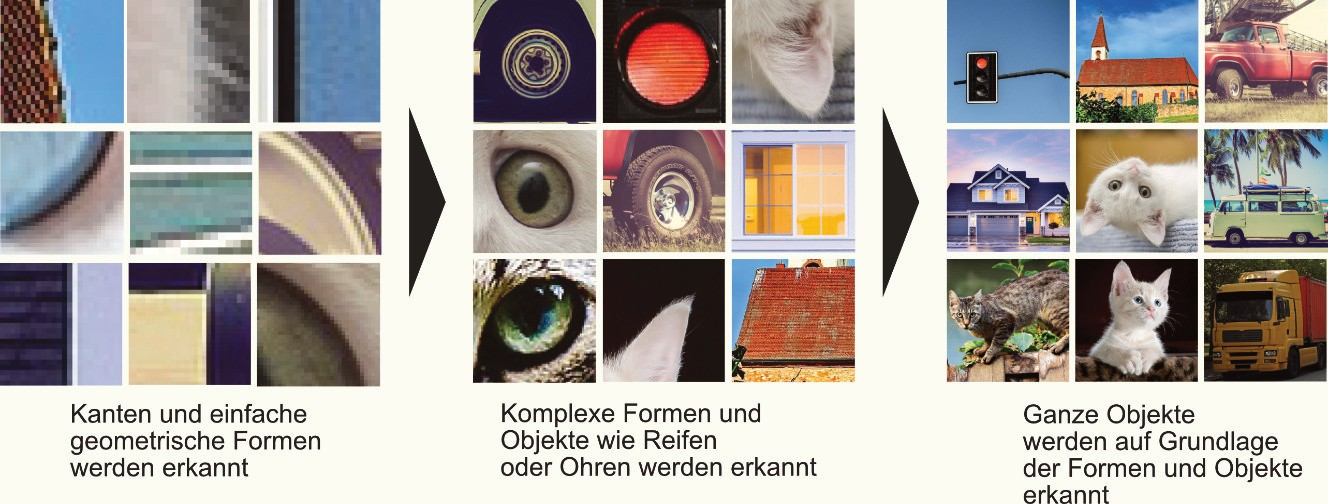 Kanten und einfache
geometrische Formen
werden erkannt
Komplexe Formen und
Objekte wie Reifen
oder Ohren werden erkannt
Ganze Objekte
werden auf Grundlage
der Formen und Objekte
erkannt